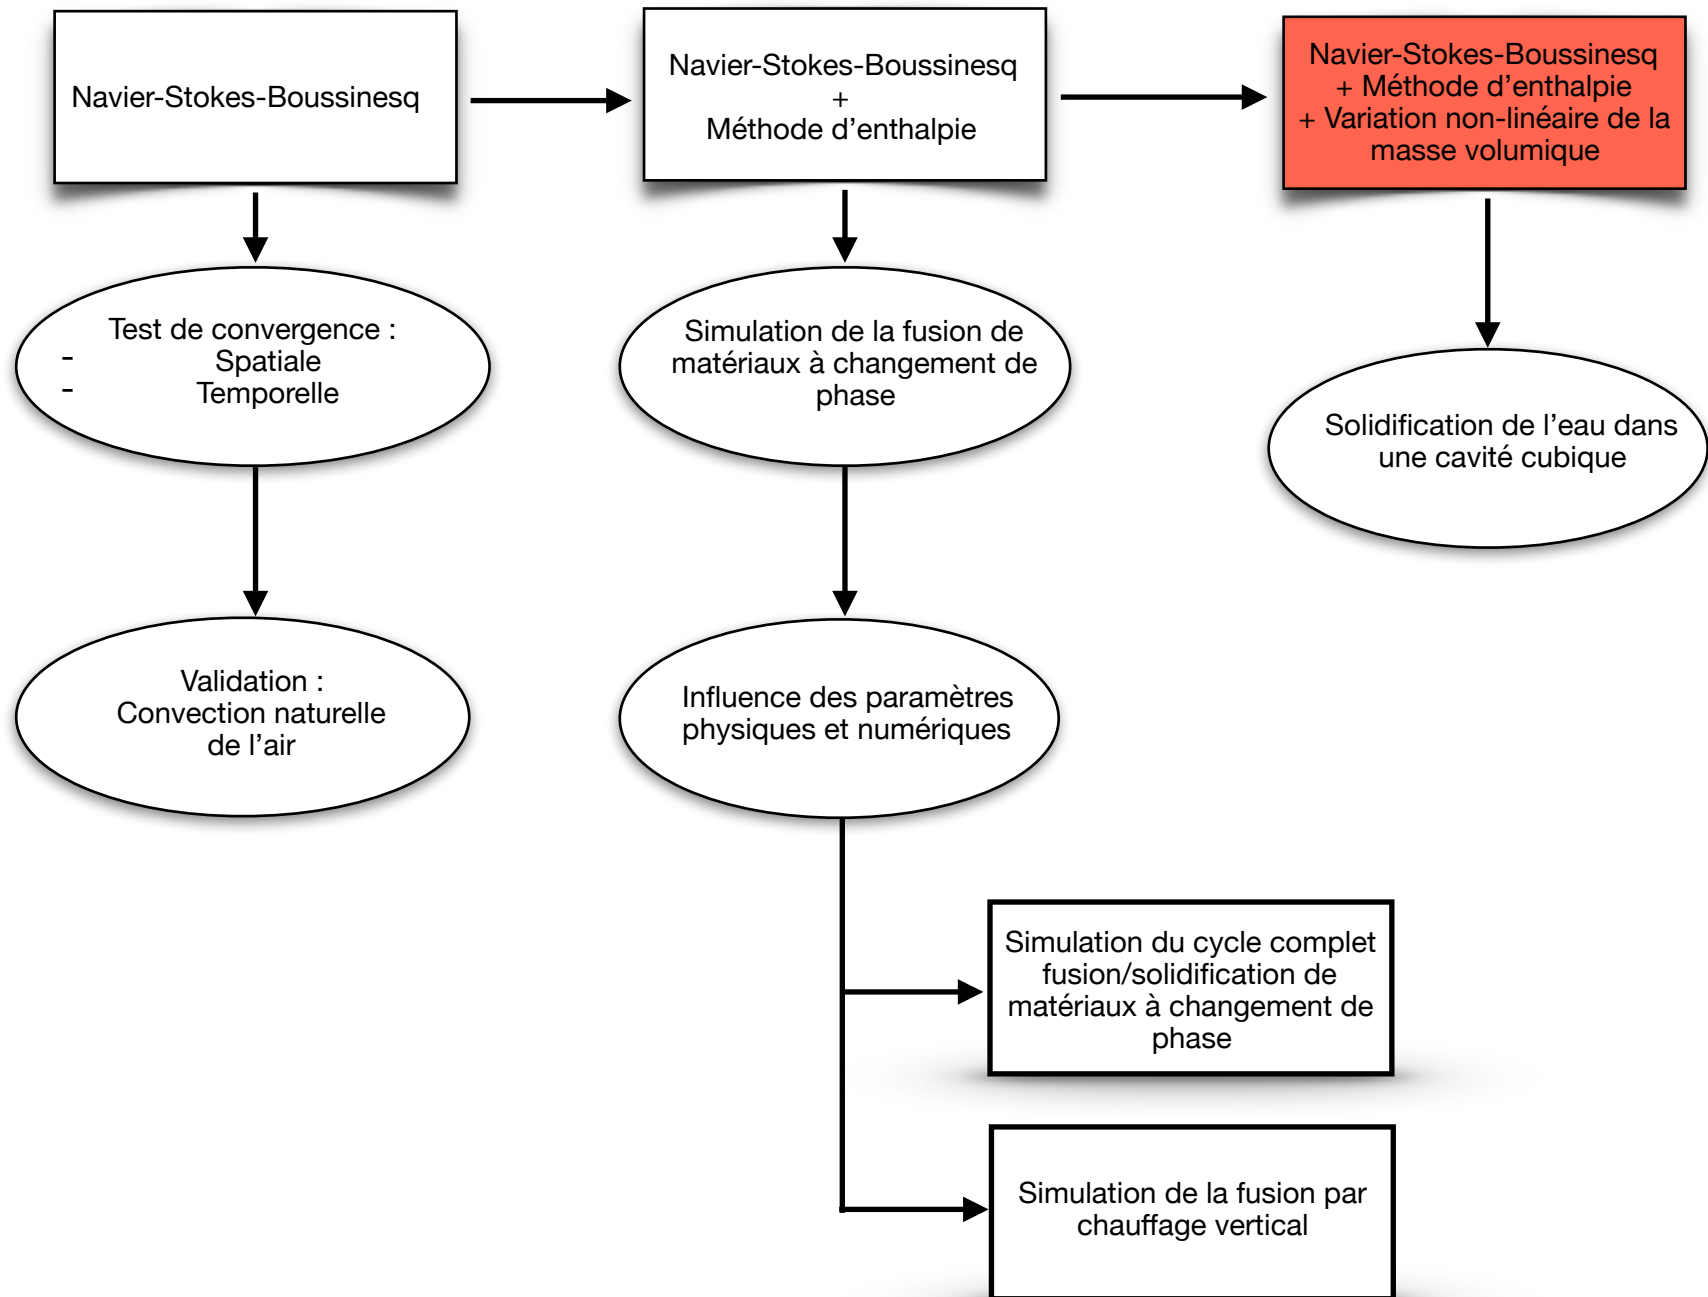 Navier-Stokes-Boussinesq
Navier-Stokes-Boussinesq
+
Méthode d'enthalpie
Navier-Stokes-Boussinesq
+ Méthode d'enthalpie
+ Variation non-linéaire de la
masse volumique
Test de convergence :
- Spatiale
- Temporelle
Simulation de la fusion de
matériaux à changement de
phase
Solidification de l'eau dans
une cavité cubique
Validation :
Convection naturelle
de l'air
Influence des paramètres
physiques et numériques
Simulation du cycle complet
fusion/solidification de
matériaux à changement de
phase
Simulation de la fusion par
chauffage vertical